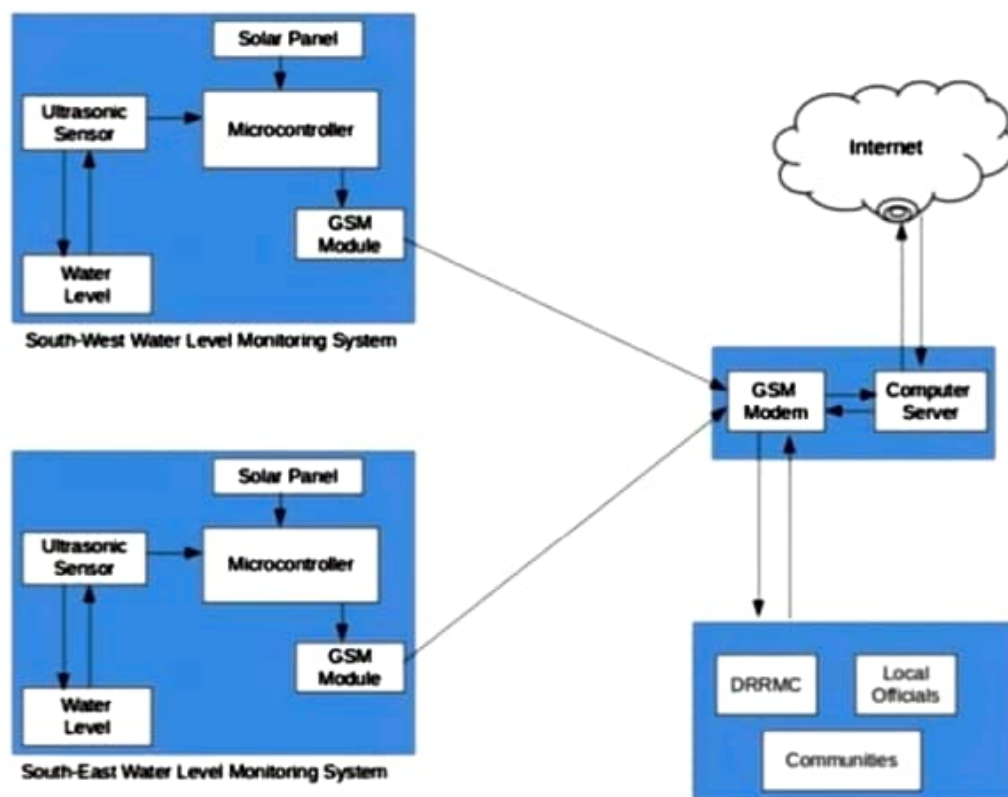 Solar Panel
Ultrasonic
Sensor
Microcontroller
GSM
Module
Water
Level
South-West Water Level Monitoring System
Solar Panel
Ultrasonic
Sensor
Microcontroller
GSM
Module
Water
Level
South-East Water Level Monitoring System
Internet
GSM
Modem
Computer
Server
DRRMC
Local
Officials
Communities